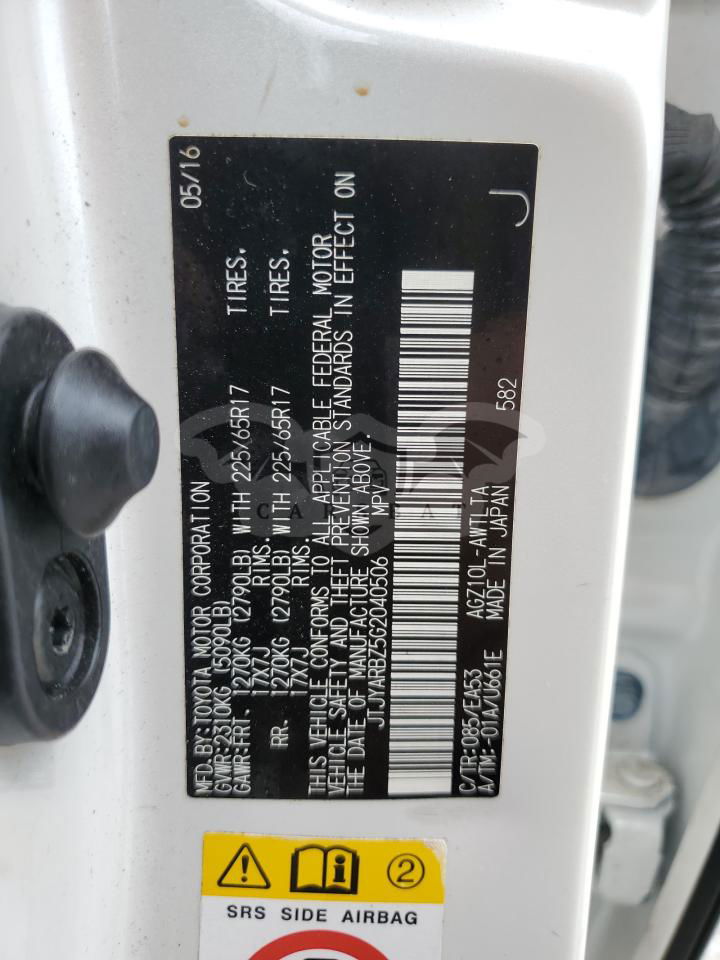 MFD.BY:TOYOTA MOTOR CORPORATION 05/16
GVWR:2310KG (5090LB)
GAWR:FRT. 1270KG (2790LB) WITH 225/65R17 TIRES.
17X7J RIMS.
RR. 1270KG (2790LB) WITH 225/65R17 TIRES.
17X7J RIMS.
THIS VEHICLE CONFORMS TO ALL APPLICABLE FEDERAL MOTOR
VEHICLE SAFETY AND THEFT PREVENTION STANDARDS IN EFFECT ON
THE DATE OF MANUFACTURE SHOWN ABOVE.
JTJYARBZ5G2040506 MPV
C/TR:085/EA53 AGZ10L-AWTLTA 582
A/TM:-01A/U661E MADE IN JAPAN
J
2
SRS SIDE AIRBAG